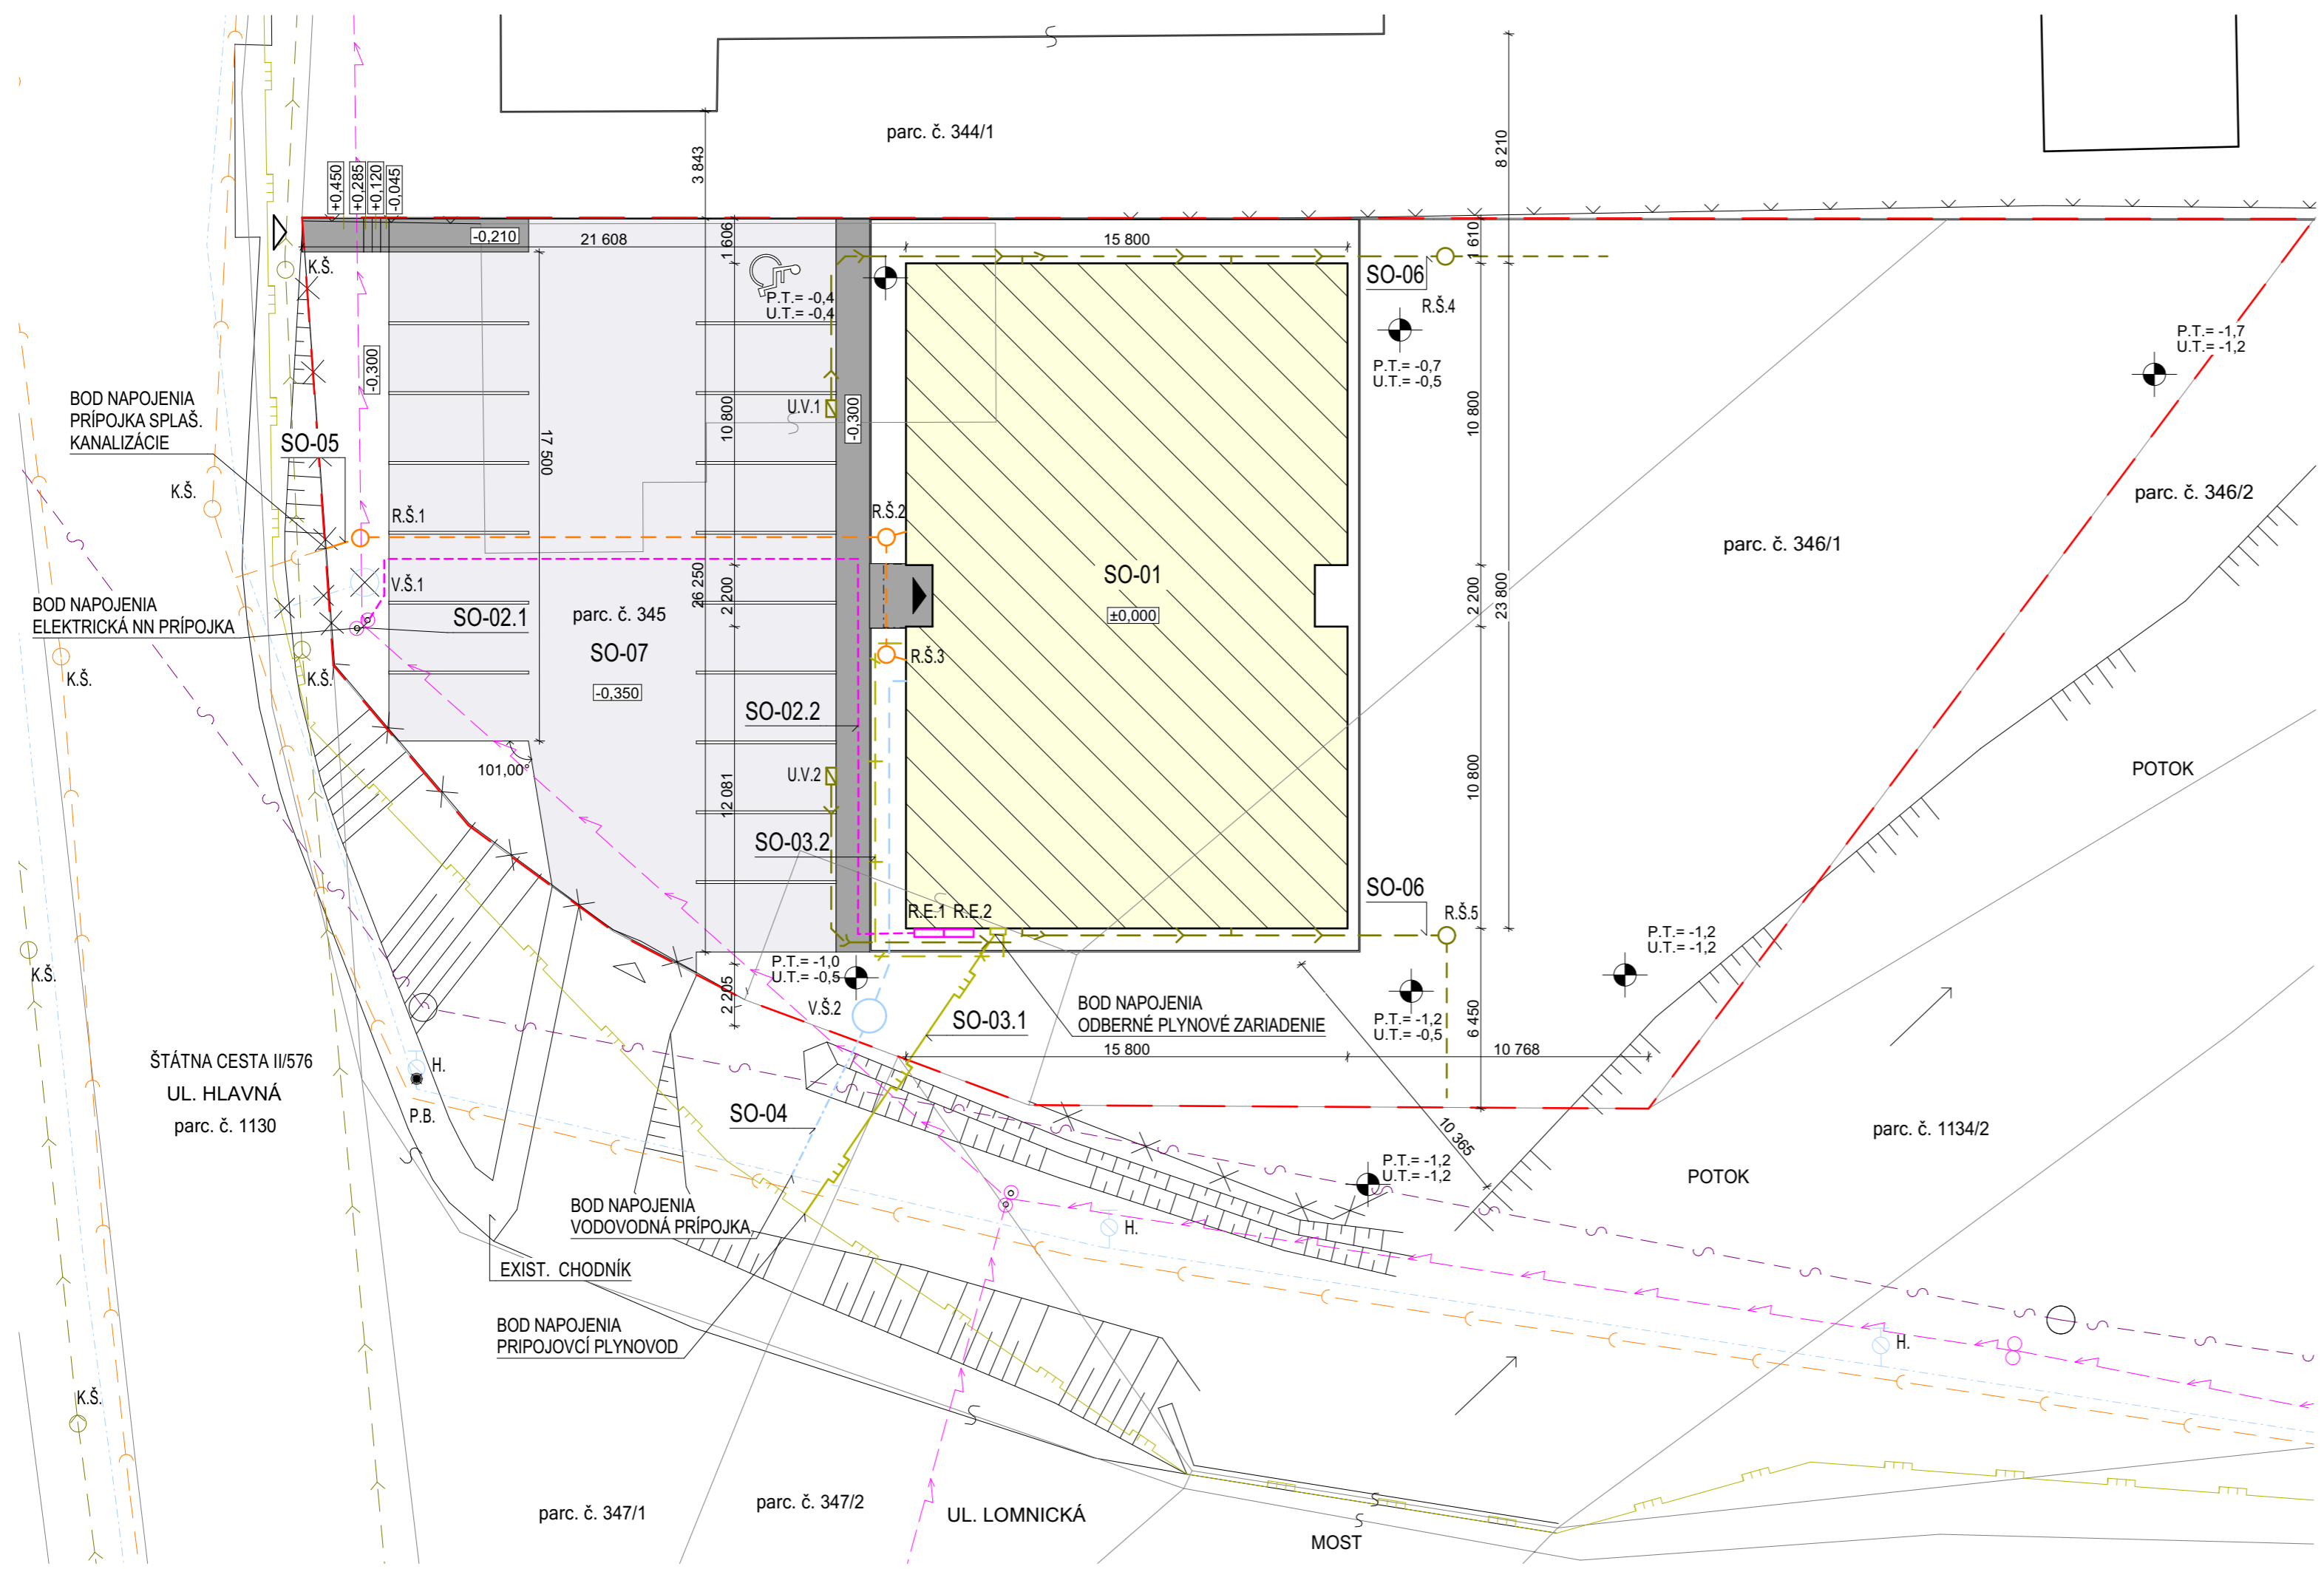 parc. č. 344/1
3 843
8 210
+0,450
+0,285
+0,120
-0,045
-0,210
21 608
1 606
15 800
1 610
K.Š.
P.T.= -0,4
U.T.= -0,4
SO-06
R.Š.4
P.T.= -0,7
U.T.= -0,5
P.T.= -1,7
U.T.= -1,2
-0,300
BOD NAPOJENIA
PRÍPOJKA SPLAŠ.
KANALIZÁCIE
SO-05
U.V.1
10 800
-0,300
10 800
17 500
K.Š.
R.Š.1
R.Š.2
parc. č. 346/2
parc. č. 346/1
V.Š.1
BOD NAPOJENIA
ELEKTRICKÁ NN PRÍPOJKA
SO-02.1
parc. č. 345
26 250
2 200
SO-01
±0,000
2 200
23 800
SO-07
-0,350
R.Š.3
K.Š.
K.Š.
SO-02.2
101,00°
U.V.2
12 081
10 800
POTOK
SO-03.2
SO-06
R.E.1
R.E.2
R.Š.5
P.T.= -1,2
U.T.= -1,2
K.Š.
P.T.= -1,0
U.T.= -0,5
2 205
V.Š.2
SO-03.1
BOD NAPOJENIA
ODBERNÉ PLYNOVÉ ZARIADENIE
P.T.= -1,2
U.T.= -0,5
6 450
15 800
10 768
ŠTÁTNA CESTA II/576
UL. HLAVNÁ
parc. č. 1130
H.
P.B.
SO-04
10 365
parc. č. 1134/2
P.T.= -1,2
U.T.= -1,2
POTOK
BOD NAPOJENIA
VODOVODNÁ PRÍPOJKA
H.
EXIST. CHODNÍK
BOD NAPOJENIA
PRIPOJOVCÍ PLYNOVOD
H.
K.Š.
parc. č. 347/1
parc. č. 347/2
UL. LOMNICKÁ
MOST